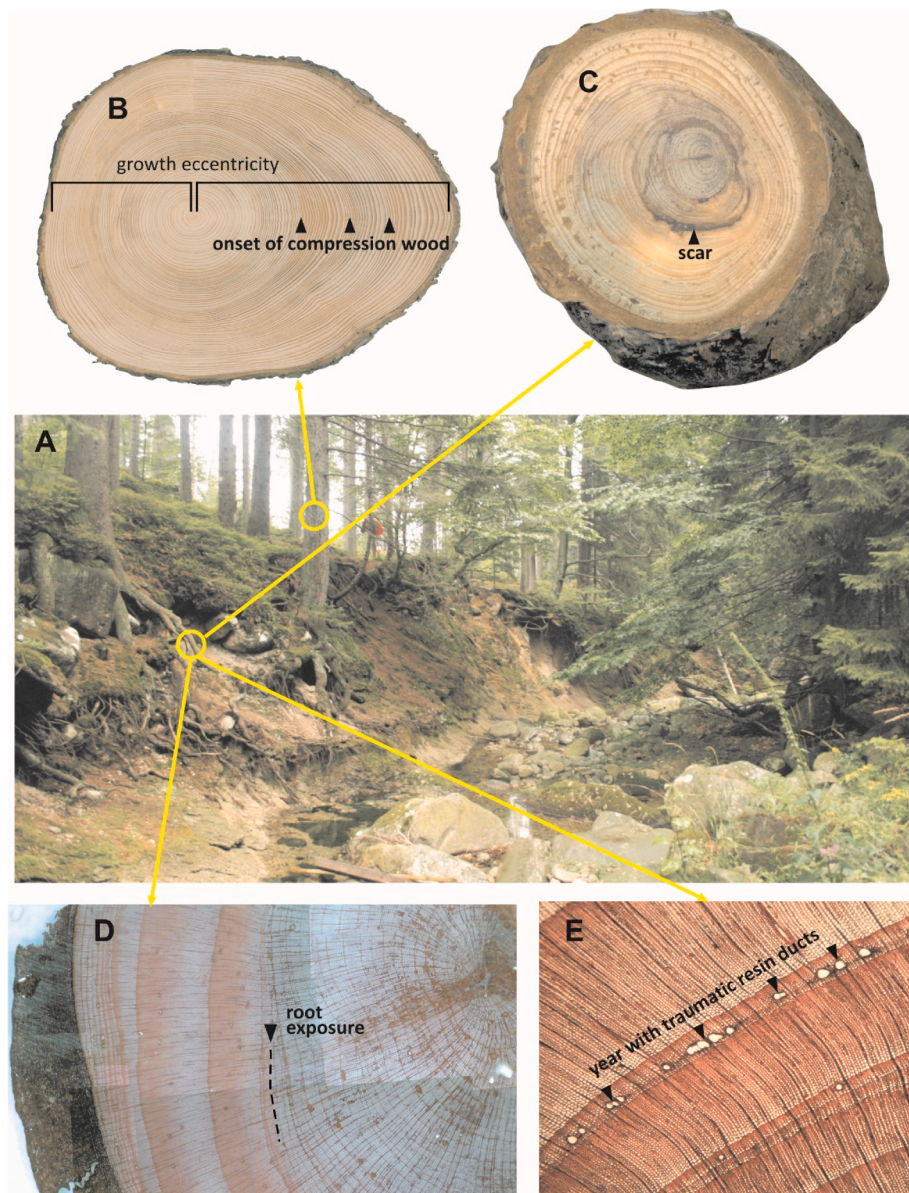 B
growth eccentricity
onset of compression wood
C
scar
A
D
root
exposure
E
year with traumatic resin ducts